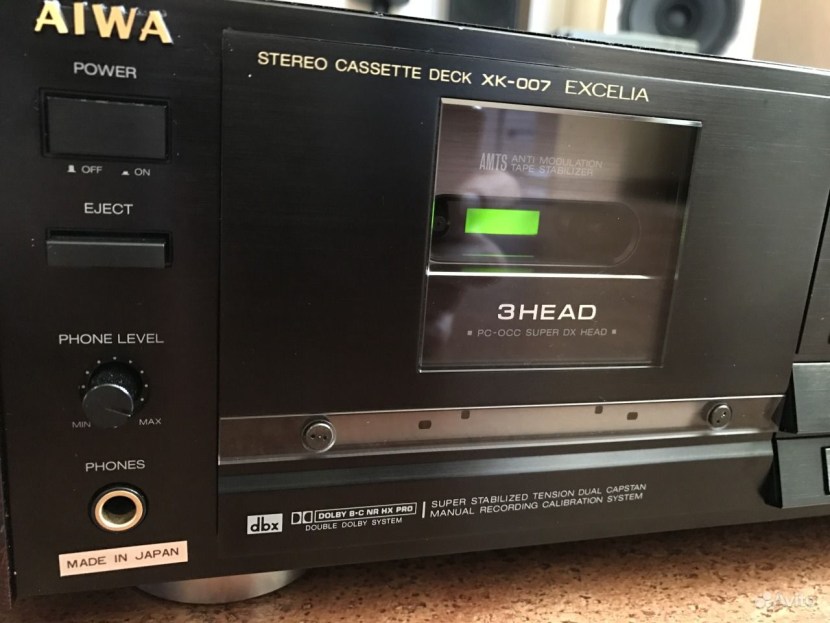 AIWA
POWER
OFF ON
EJECT
PHONE LEVEL
MIN MAX
PHONES
MADE IN JAPAN
STEREO CASSETTE DECK XK-007 EXCELIA
AMTS ANTI MODULATION
TAPE STABILIZER
3HEAD
PC-OCC SUPER DX HEAD
dbx
DOLBY B-C NR HX PRO
DOUBLE DOLBY SYSTEM
SUPER STABILIZED TENSION DUAL CAPSTAN
MANUAL RECORDING CALIBRATION SYSTEM
Avito